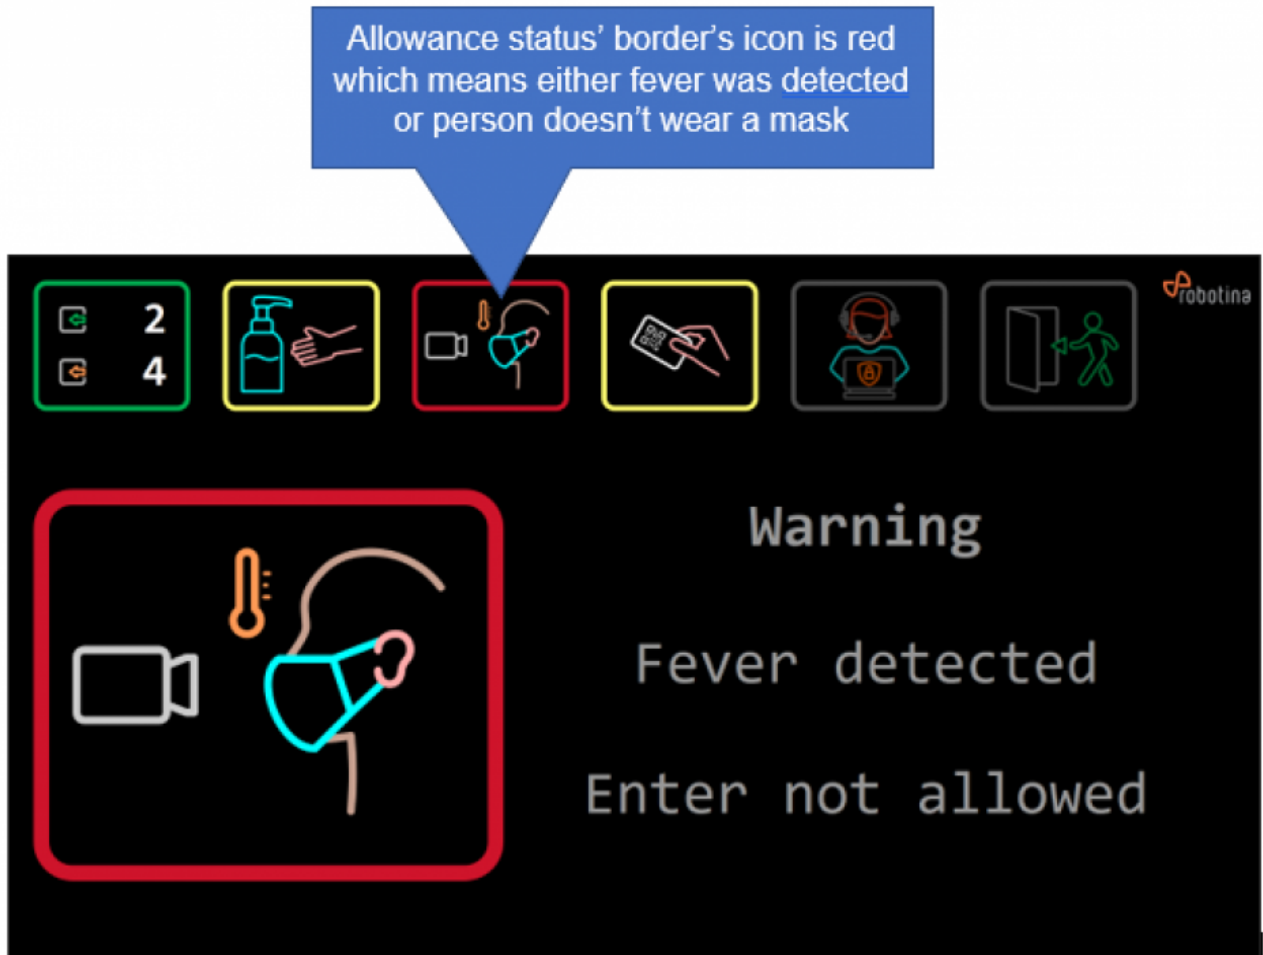 Allowance status’ border’s icon is red
which means either fever was detected
or person doesn’t wear a mask
2
4
robotina
Warning
Fever detected
Enter not allowed